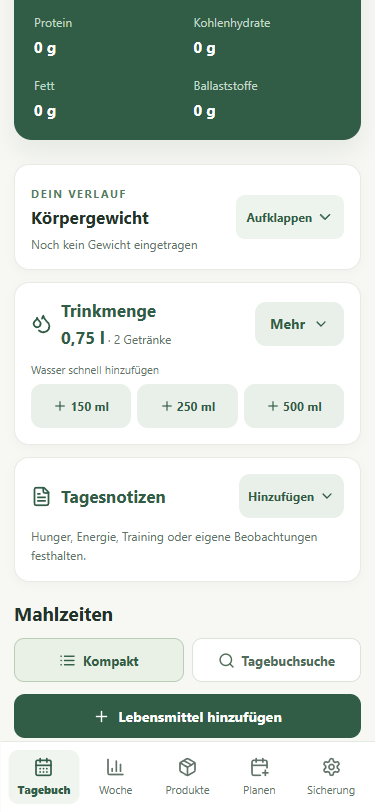 Protein Kohlenhydrate
0 g 0 g
Fett Ballaststoffe
0 g 0 g
DEIN VERLAUF
Körpergewicht
Noch kein Gewicht eingetragen
Aufklappen
Trinkmenge
0,75 l · 2 Getränke
Mehr
Wasser schnell hinzufügen
+ 150 ml + 250 ml + 500 ml
Tagesnotizen
Hinzufügen
Hunger, Energie, Training oder eigene Beobachtungen
festhalten.
Mahlzeiten
Kompakt Tagebuchsuche
+ Lebensmittel hinzufügen
Tagebuch Woche Produkte Planen Sicherung